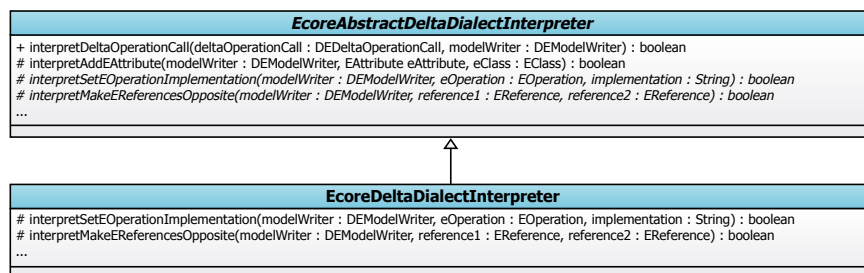 EcoreAbstractDeltaDialectInterpreter
+ interpretDeltaOperationCall(deltaOperationCall : DEDeltaOperationCall, modelWriter : DEModelWriter) : boolean
# interpretAddEAttribute(modelWriter : DEModelWriter, EAttribute eAttribute, eClass : EClass) : boolean
# interpretSetEOperationImplementation(modelWriter : DEModelWriter, eOperation : EOperation, implementation : String) : boolean
# interpretMakeEReferencesOpposite(modelWriter : DEModelWriter, reference1 : EReference, reference2 : EReference) : boolean
...
EcoreDeltaDialectInterpreter
# interpretSetEOperationImplementation(modelWriter : DEModelWriter, eOperation : EOperation, implementation : String) : boolean
# interpretMakeEReferencesOpposite(modelWriter : DEModelWriter, reference1 : EReference, reference2 : EReference) : boolean
...